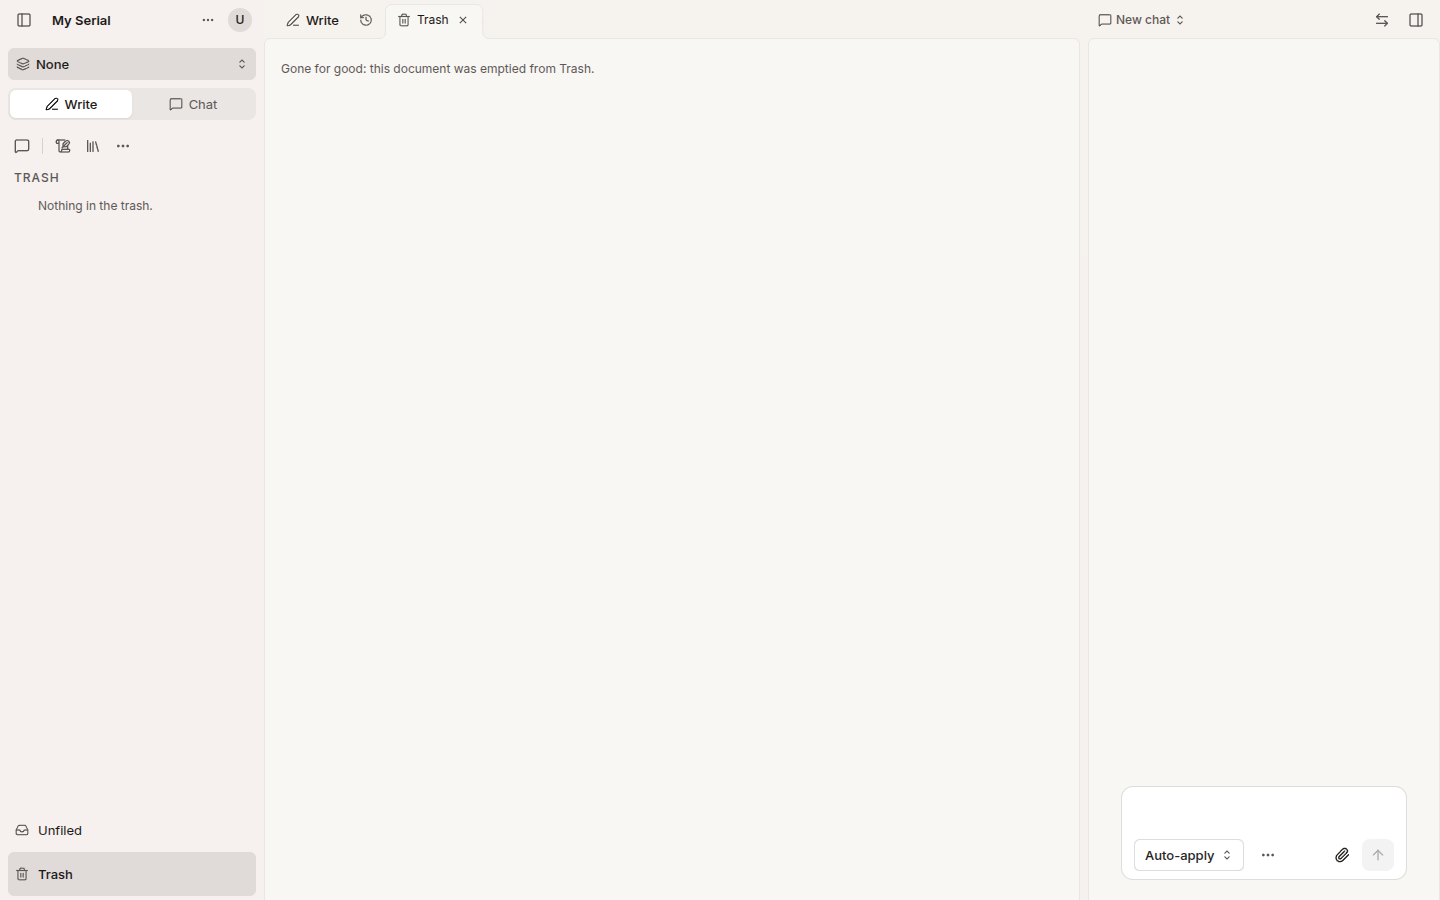 My Serial
U
None
Write
Chat
TRASH
Nothing in the trash.
Unfiled
Trash
Write
Trash
Gone for good: this document was emptied from Trash.
New chat
Auto-apply